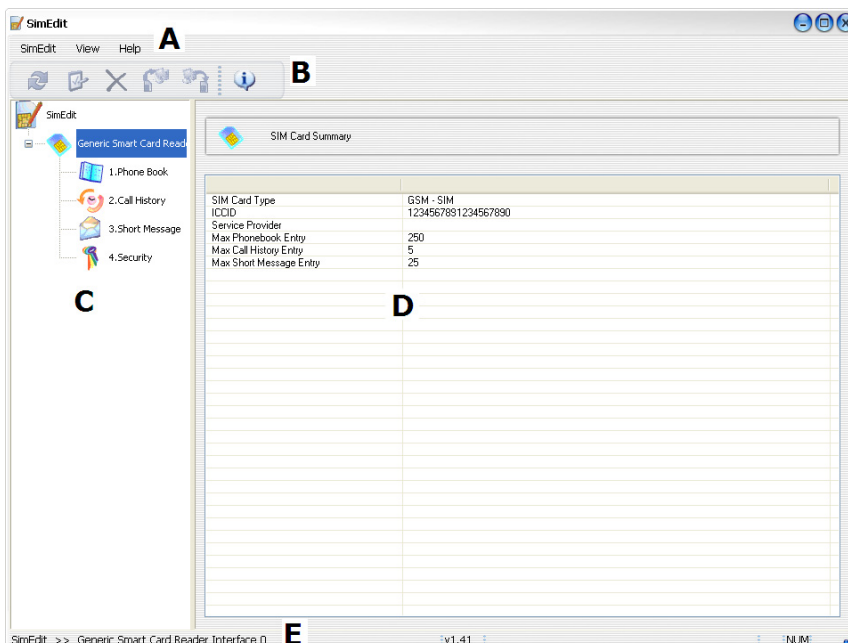 SimEdit
SimEdit View Help A
B
SimEdit
Generic Smart Card Reade
1.Phone Book
2.Call History
3.Short Message
4.Security
C
SIM Card Summary
SIM Card Type GSM - SIM
ICCID 1234567891234567890
Service Provider
Max Phonebook Entry 250
Max Call History Entry 5
Max Short Message Entry 25
D
SimEdit >> Generic Smart Card Reader Interface 0 E v1.41 NUM